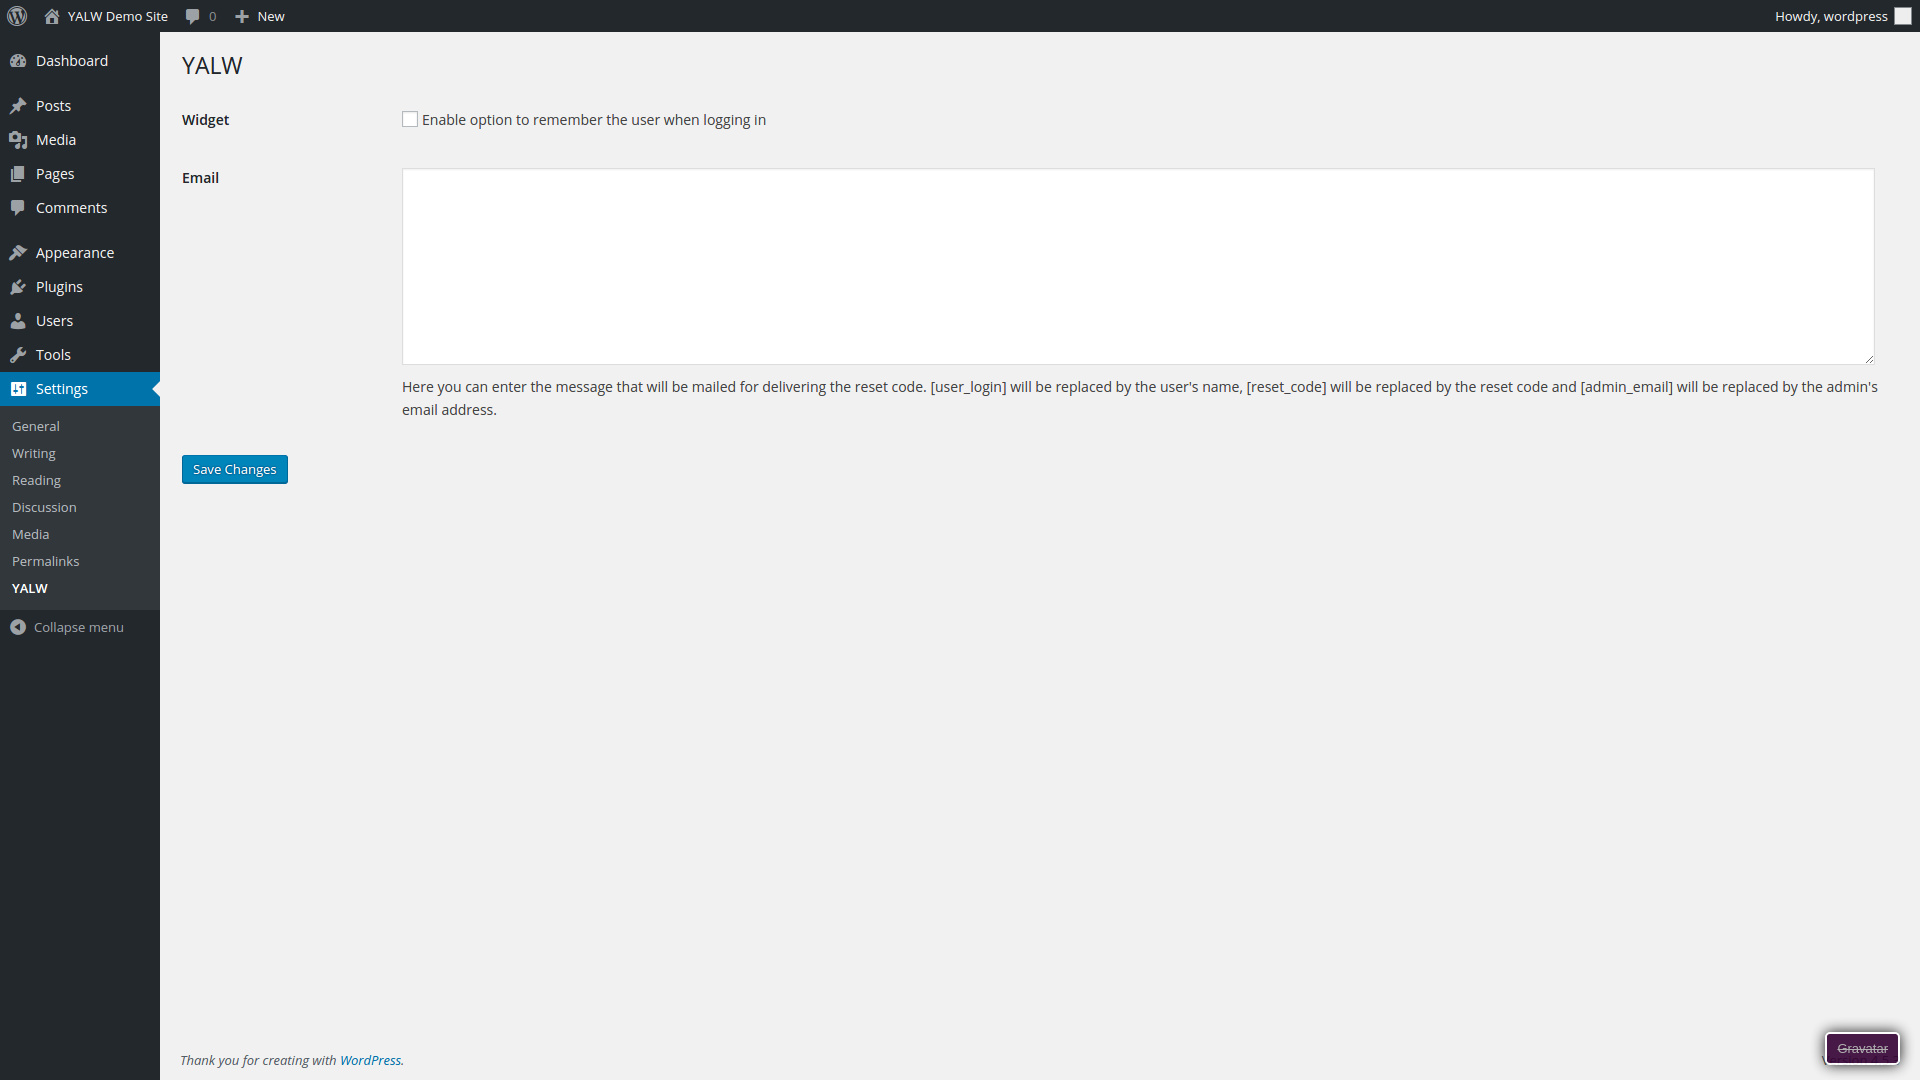 YALW Demo Site 0 New Howdy, wordpress
Dashboard
Posts
Media
Pages
Comments
Appearance
Plugins
Users
Tools
Settings
General
Writing
Reading
Discussion
Media
Permalinks
YALW
Collapse menu
YALW
Widget Enable option to remember the user when logging in
Email
Here you can enter the message that will be mailed for delivering the reset code. [user_login] will be replaced by the user's name, [reset_code] will be replaced by the reset code and [admin_email] will be replaced by the admin's
email address.
Save Changes
Thank you for creating with WordPress.
Gravatar